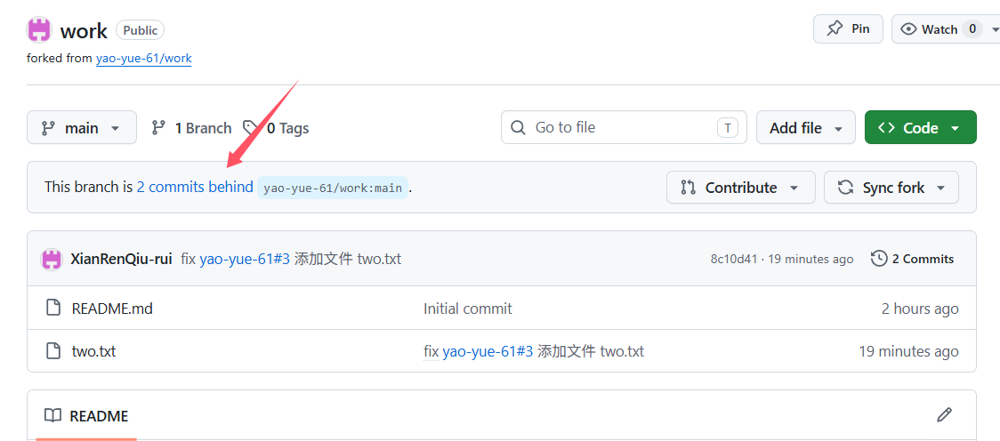 work Public Pin Watch 0
forked from yao-yue-61/work
main 1 Branch 0 Tags Go to file T Add file Code
This branch is 2 commits behind yao-yue-61/work:main . Contribute Sync fork
XianRenQiu-rui fix yao-yue-61#3 添加文件 two.txt 8c10d41 · 19 minutes ago 2 Commits
README.md Initial commit 2 hours ago
two.txt fix yao-yue-61#3 添加文件 two.txt 19 minutes ago
README